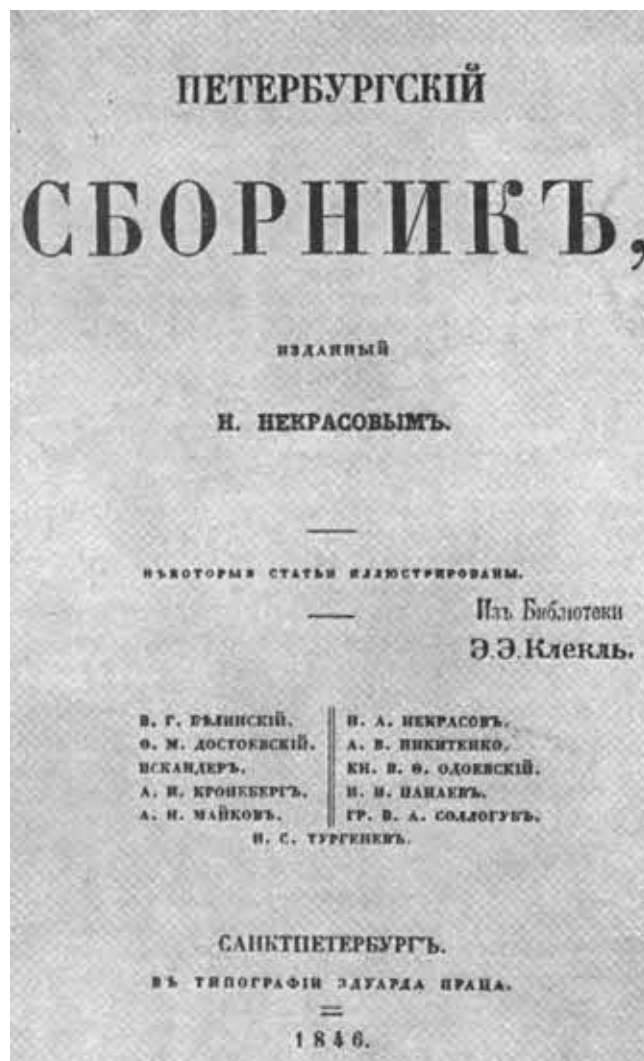 ПЕТЕРБУРГСКІЙ
СБОРНИКЪ,
ИЗДАННЫЙ
Н. НЕКРАСОВЫМЪ.
НѢКОТОРЫЯ СТАТЬИ ИЛЛЮСТРИРОВАНЫ.
Изъ Библіотеки
Э.Э.Клекль.
В. Г. БѢЛИНСКІЙ.
Ѳ. М. ДОСТОЕВСКІЙ.
ИСКАНДЕРЪ.
А. И. КРОНЕБЕРГЪ.
А. Н. МАЙКОВЪ.
Н. А. НЕКРАСОВЪ.
А. В. НИКИТЕНКО.
КН. В. Ѳ. ОДОЕВСКІЙ.
И. И. ПАНАЕВЪ.
ГР. В. А. СОЛЛОГУБЪ.
И. С. ТУРГЕНЕВЪ.
САНКТПЕТЕРБУРГЪ.
ВЪ ТИПОГРАФІИ ЭДУАРДА ПРАЦА.
1846.